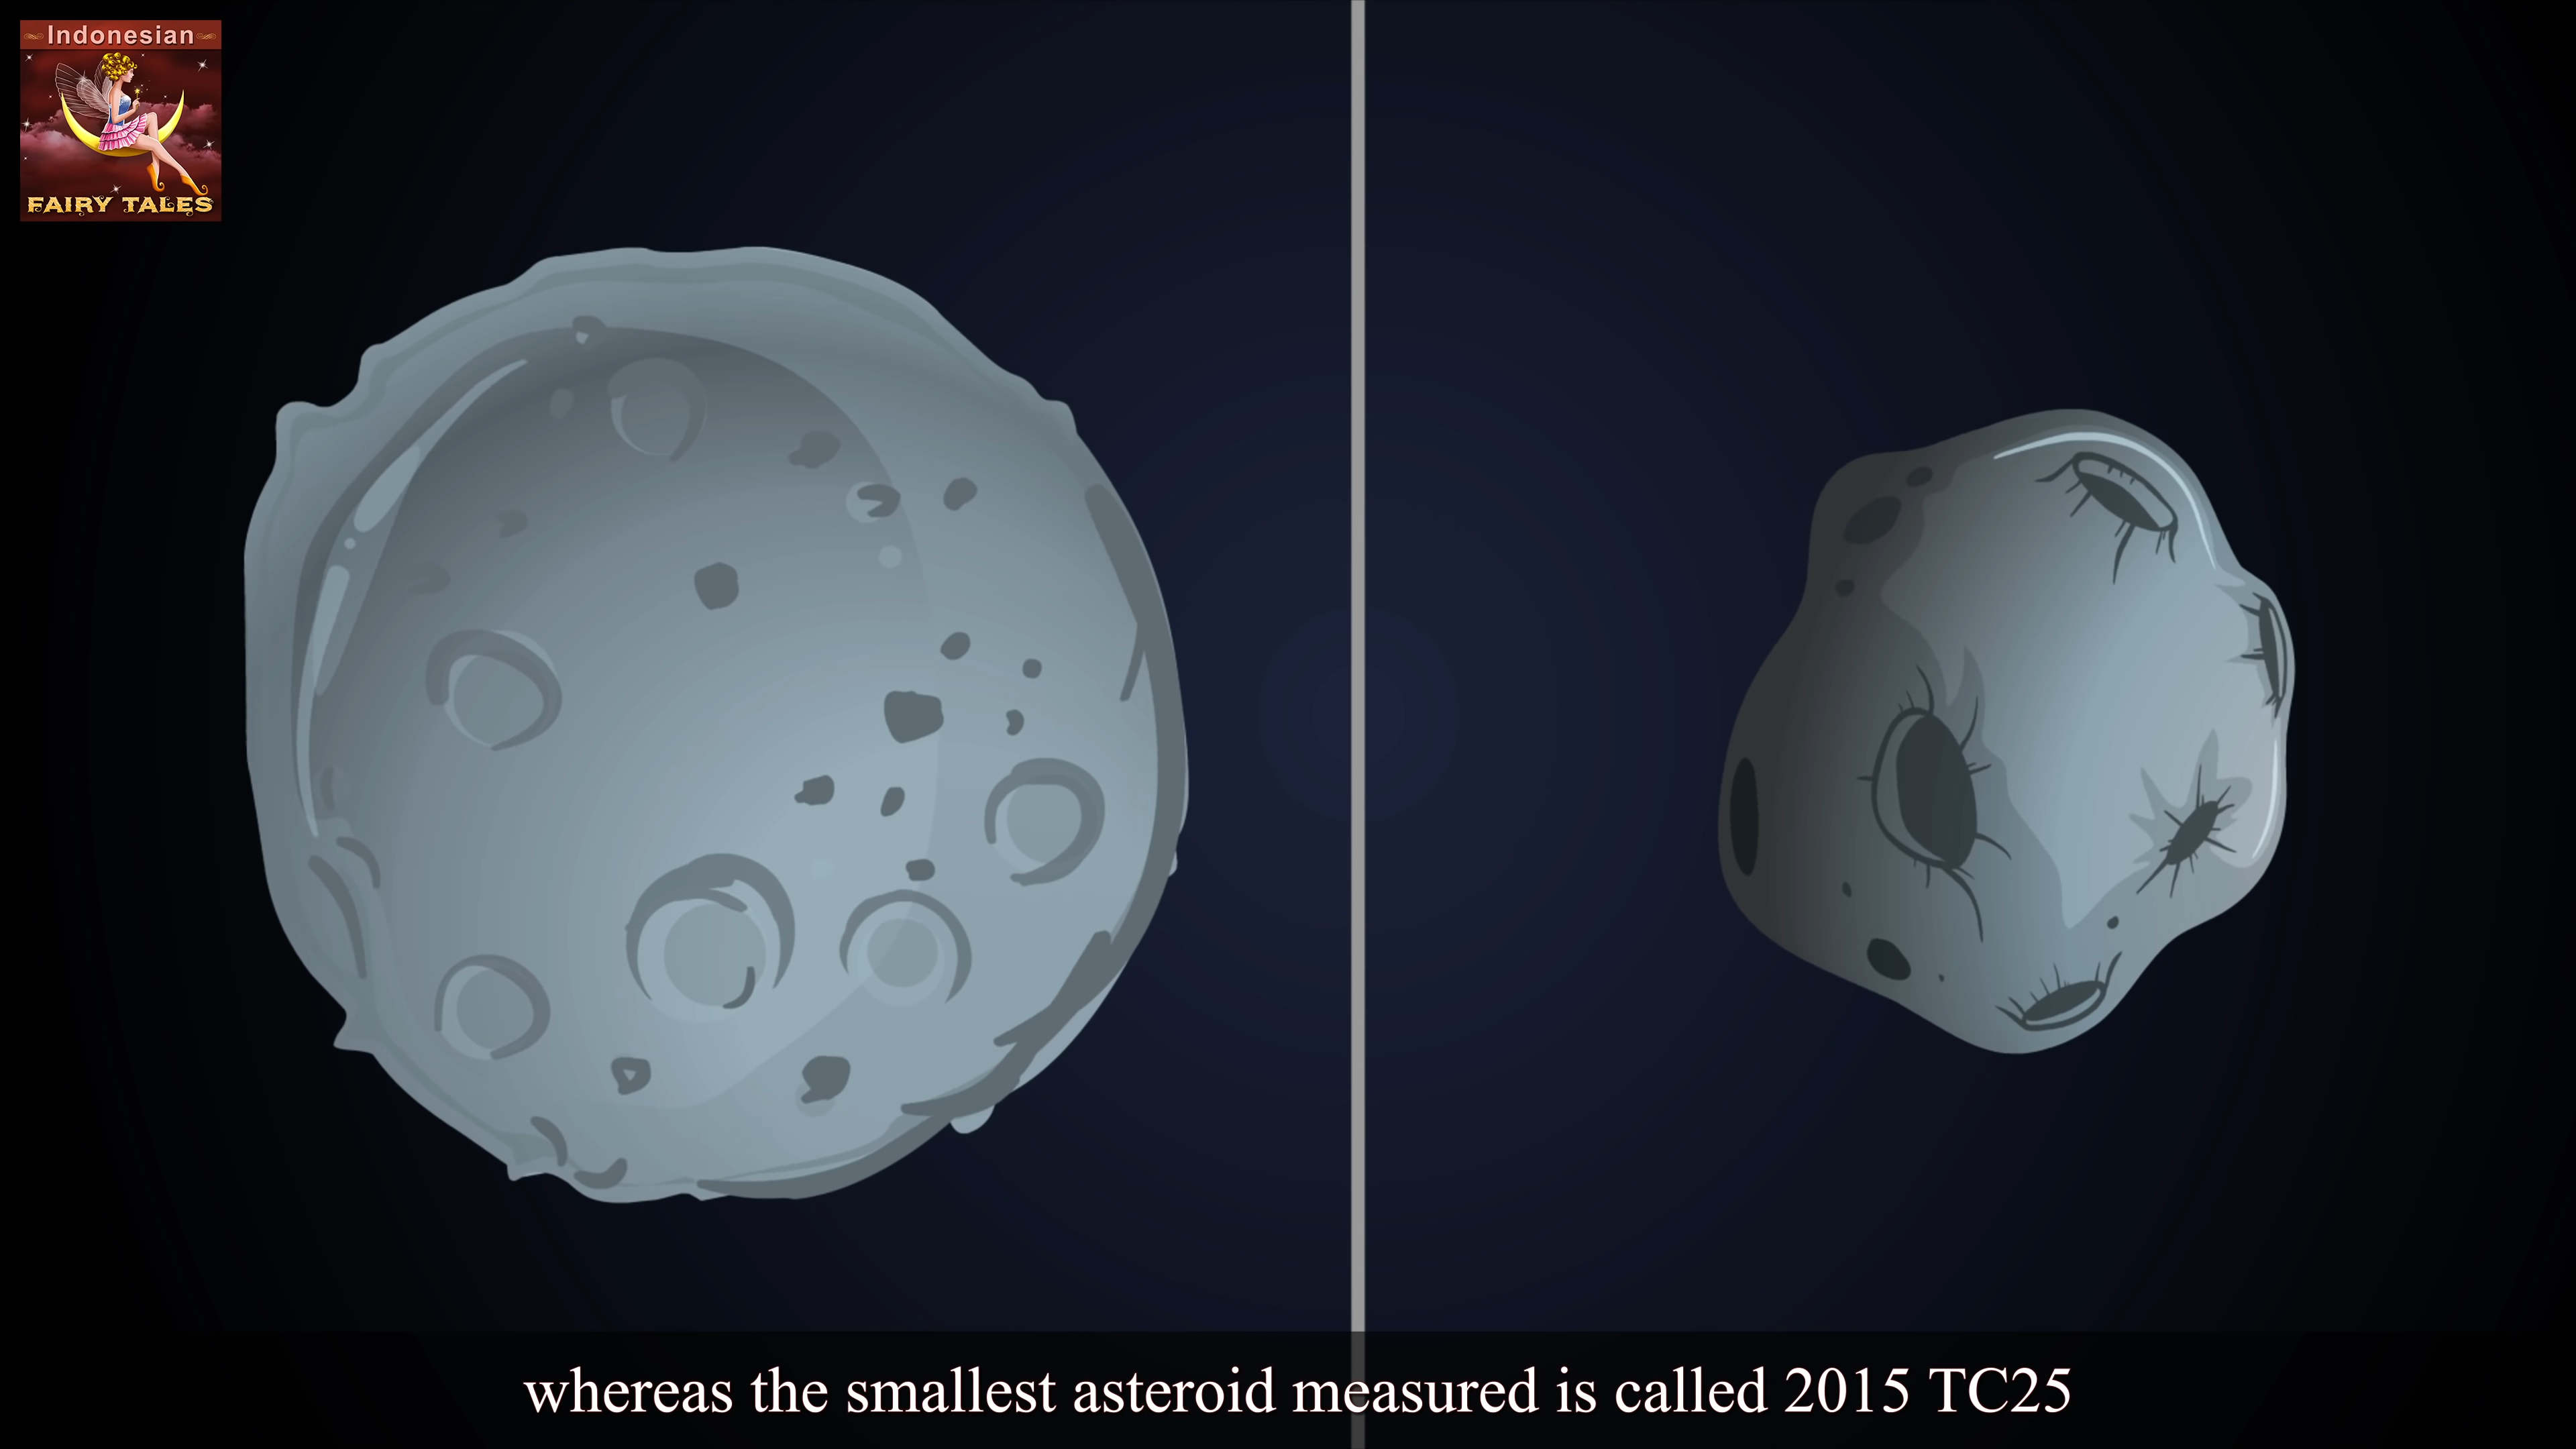 Indonesian
FAIRY TALES
whereas the smallest asteroid measured is called 2015 TC25